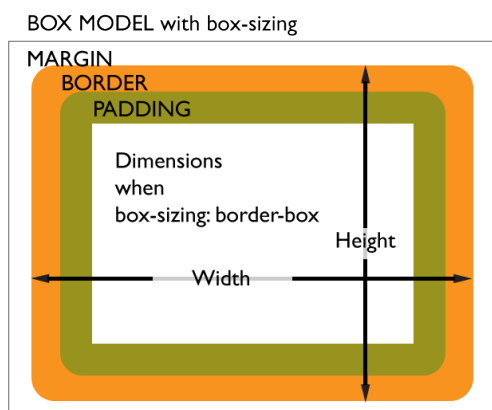 BOX MODEL with box-sizing
MARGIN
BORDER
PADDING
Dimensions
when
box-sizing: border-box
Height
Width